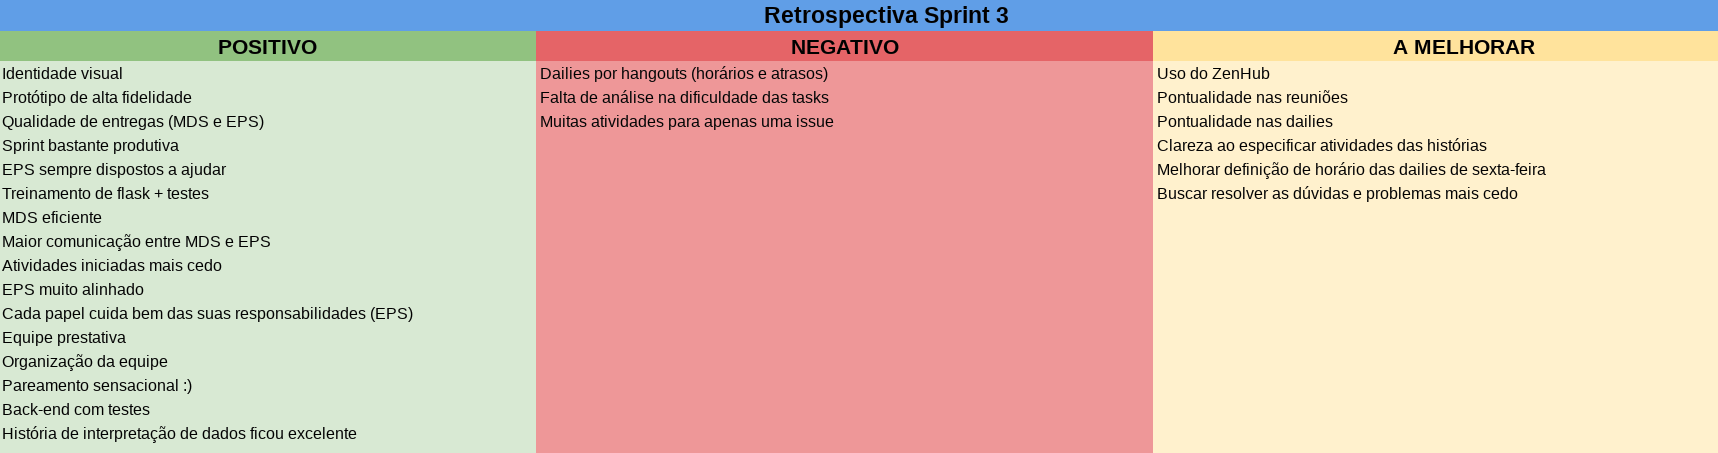 Retrospectiva Sprint 3
POSITIVO
Identidade visual
Protótipo de alta fidelidade
Qualidade de entregas (MDS e EPS)
Sprint bastante produtiva
EPS sempre dispostos a ajudar
Treinamento de flask + testes
MDS eficiente
Maior comunicação entre MDS e EPS
Atividades iniciadas mais cedo
EPS muito alinhado
Cada papel cuida bem das suas responsabilidades (EPS)
Equipe prestativa
Organização da equipe
Pareamento sensacional :)
Back-end com testes
História de interpretação de dados ficou excelente
NEGATIVO
Dailies por hangouts (horários e atrasos)
Falta de análise na dificuldade das tasks
Muitas atividades para apenas uma issue
A MELHORAR
Uso do ZenHub
Pontualidade nas reuniões
Pontualidade nas dailies
Clareza ao especificar atividades das histórias
Melhorar definição de horário das dailies de sexta-feira
Buscar resolver as dúvidas e problemas mais cedo